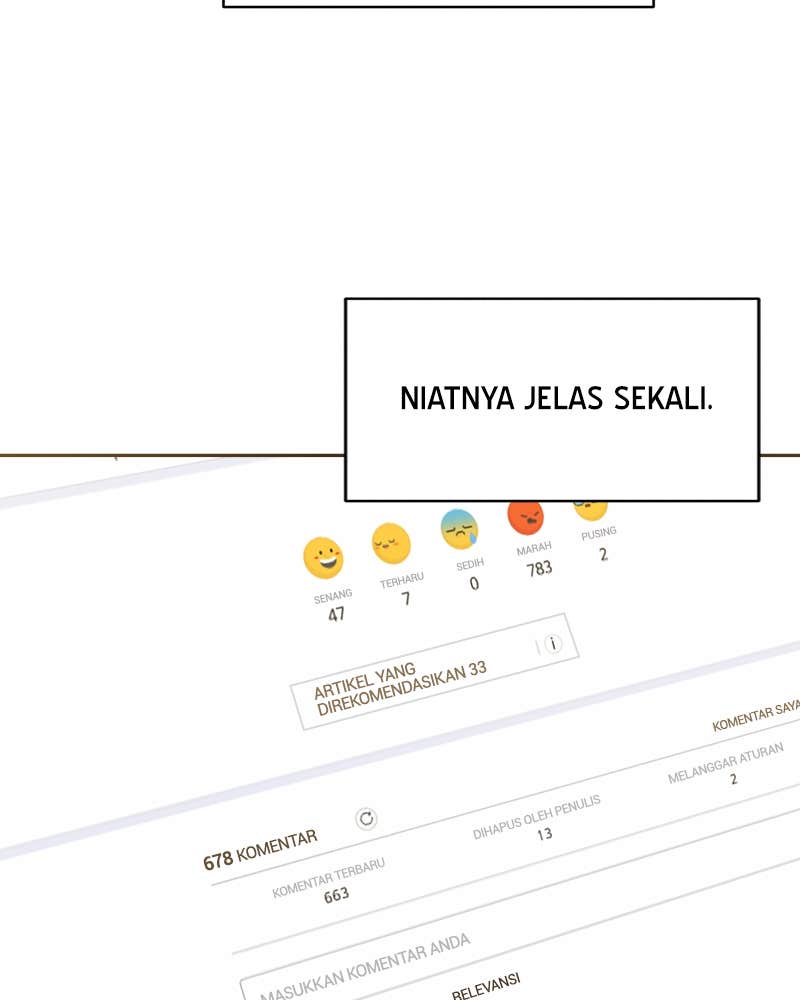 NIATNYA JELAS SEKALI.
SENANG
47
TERHARU
7
SEDIH
0
MARAH
783
PUSING
2
ARTIKEL YANG
DIREKOMENDASIKAN 33
KOMENTAR SAYA
678 KOMENTAR
KOMENTAR TERBARU
663
DIHAPUS OLEH PENULIS
13
MELANGGAR ATURAN
2
MASUKKAN KOMENTAR ANDA
RELEVANSI